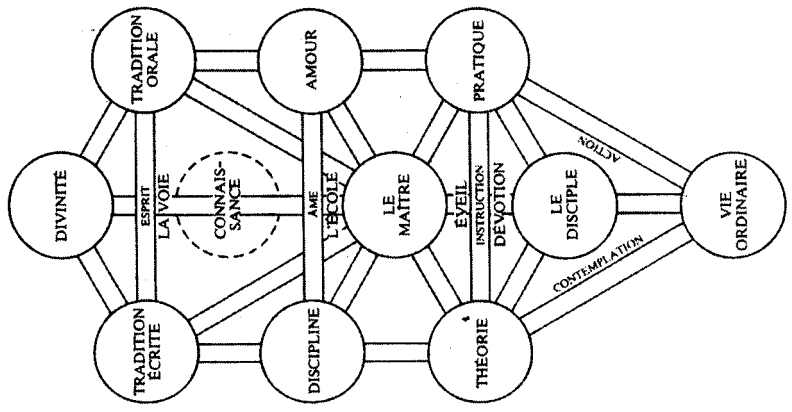 DIVINITÉ
TRADITION
ÉCRITE
ESPRIT
LA VOIE
TRADITION
ORALE
CONNAIS-
SANCE
DISCIPLINE
ÂME
L'ÉCOLE
AMOUR
LE
MAÎTRE
THÉORIE
ÉVEIL
INSTRUCTION
DÉVOTION
PRATIQUE
LE
DISCIPLE
CONTEMPLATION
ACTION
VIE
ORDINAIRE